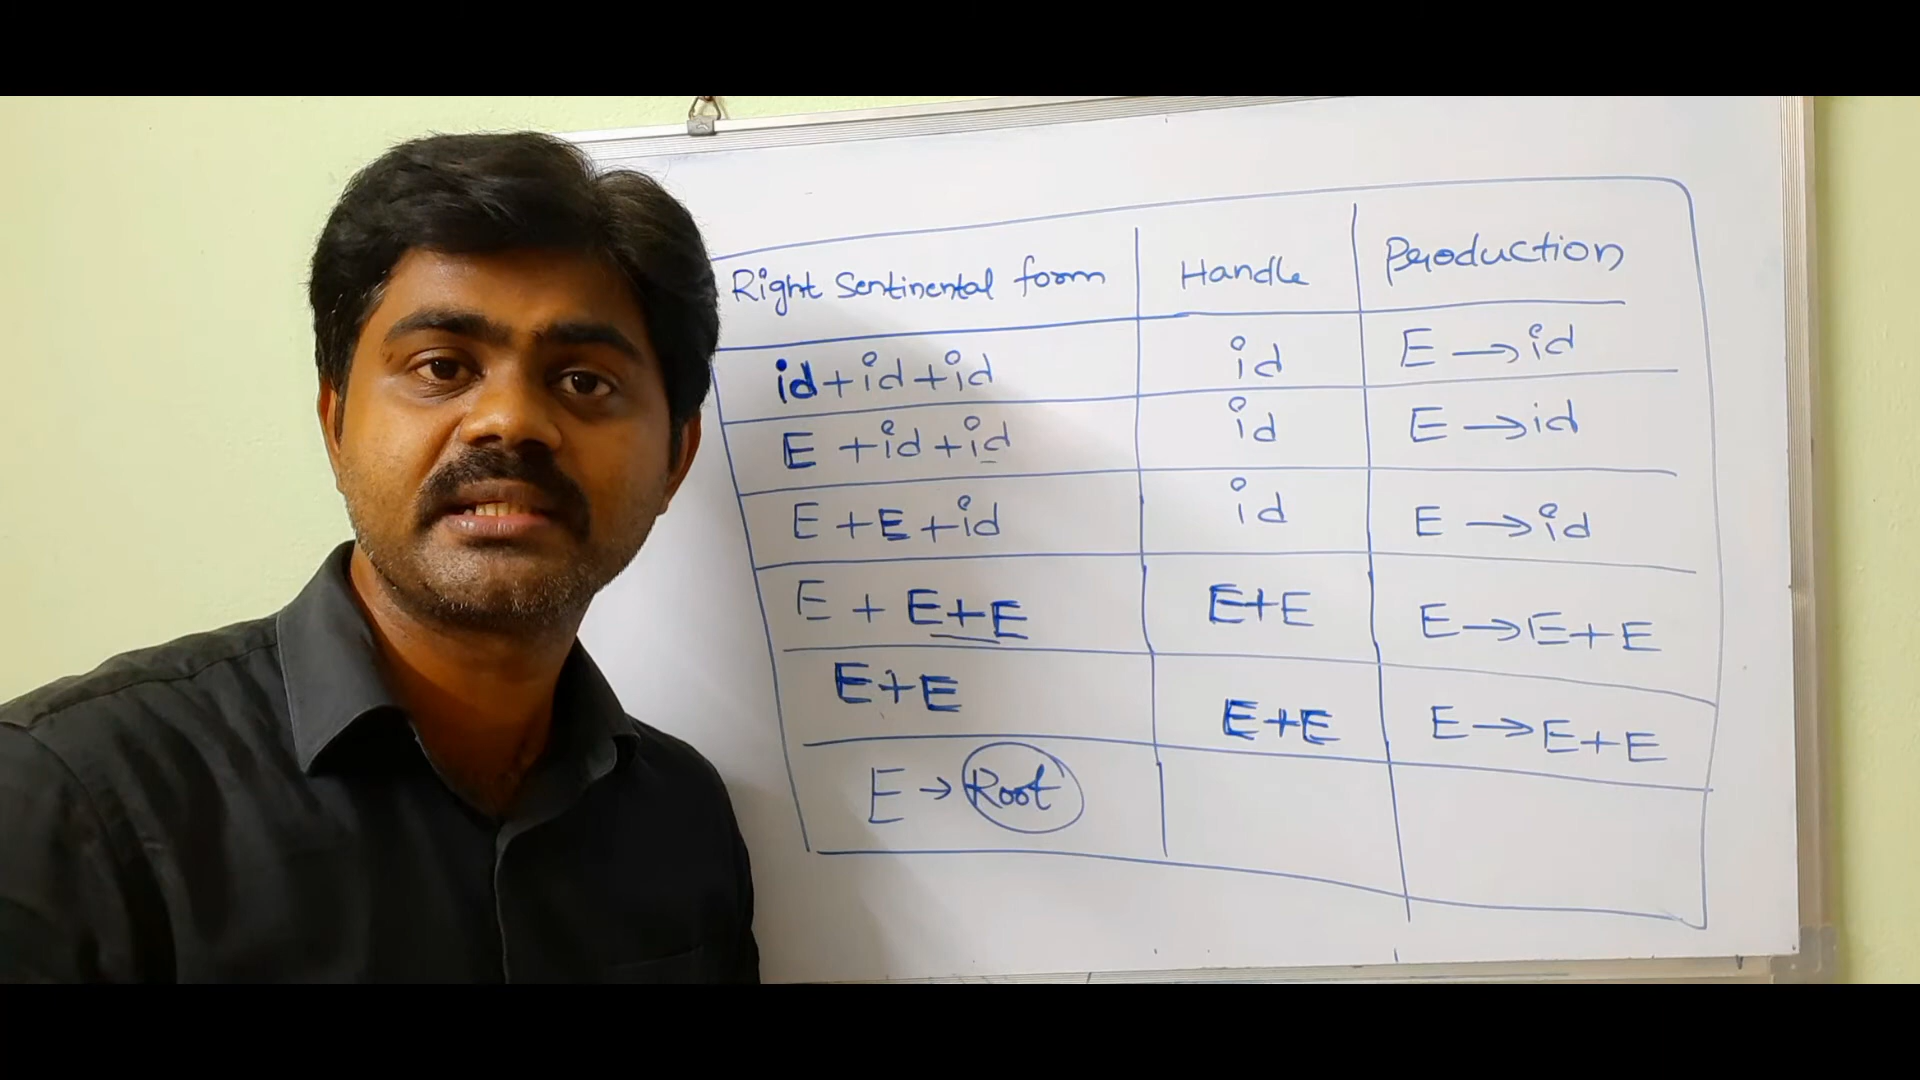 Right Sentinental form Handle Production
id+id+id id E→id
E+id+id id E→id
E+E+id id E→id
E+E+E E+E E→E+E
E+E E+E E→E+E
E→Root